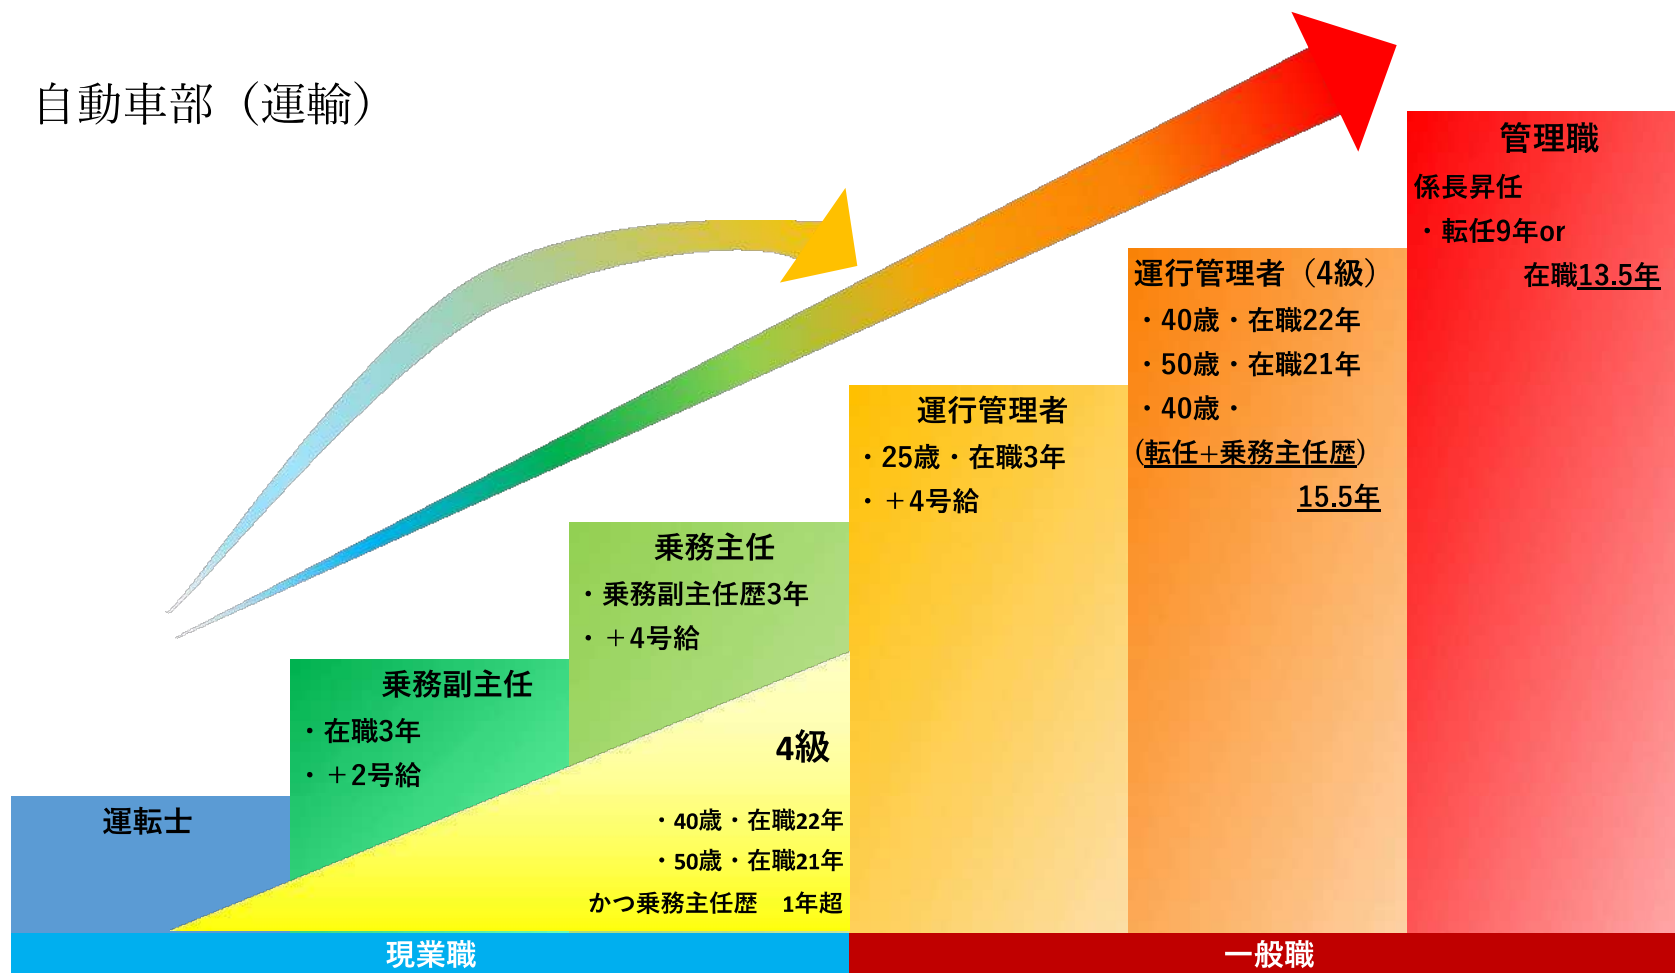 自動車部（運輸）
管理職
係長昇任
・転任9年or
在職13.5年
運行管理者（4級）
・40歳・在職22年
・50歳・在職21年
・40歳・
(転任+乗務主任歴)
15.5年
運行管理者
・25歳・在職3年
・＋4号給
乗務主任
・乗務副主任歴3年
・＋4号給
乗務副主任
・在職3年
・＋2号給
運転士
4級
・40歳・在職22年
・50歳・在職21年
かつ乗務主任歴　1年超
現業職
一般職